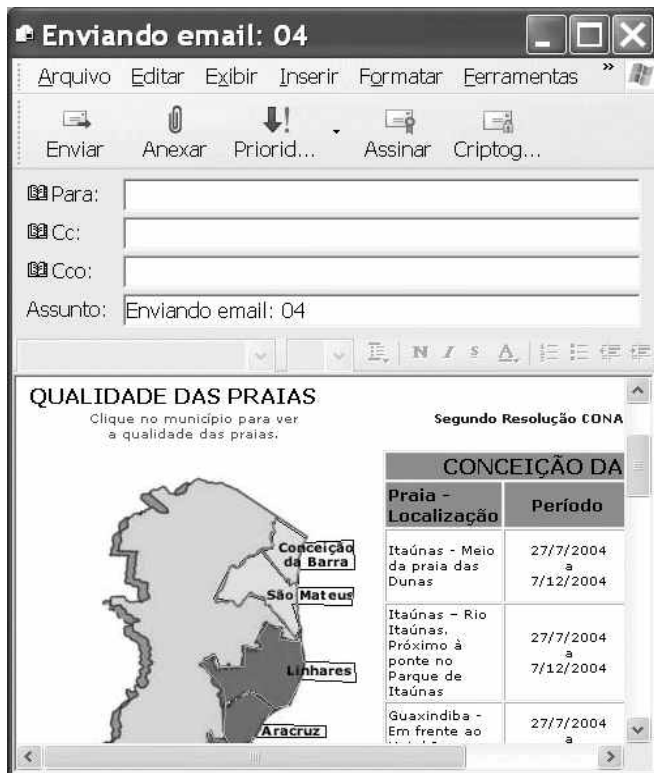 Enviando email: 04
Arquivo Editar Exibir Inserir Formatar Ferramentas »
Enviar Anexar Priorid... Assinar Criptog...
Para:
Cc:
Cco:
Assunto: Enviando email: 04
N I S A
QUALIDADE DAS PRAIAS
Clique no município para ver
a qualidade das praias.
Segundo Resolução CONA
CONCEIÇÃO DA
Praia -
Localização
Período
Itaúnas - Meio
da praia das
Dunas
27/7/2004
a
7/12/2004
Itaúnas – Rio
Itaúnas.
Próximo à
ponte no
Parque de
Itaúnas
27/7/2004
a
7/12/2004
Guaxindiba -
Em frente ao
27/7/2004
a
Conceição
da Barra
São Mateus
Linhares
Aracruz